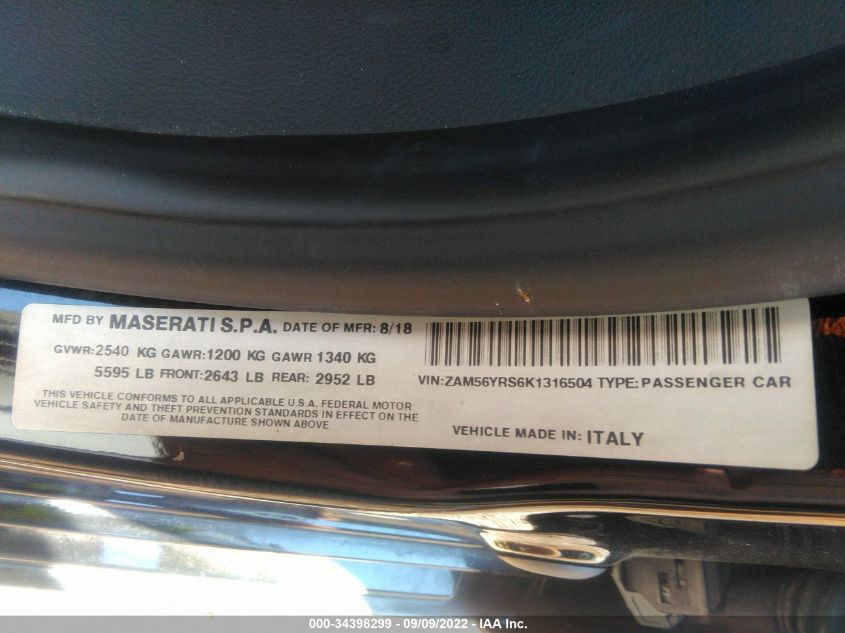 MFD BY MASERATI S.P.A. DATE OF MFR: 8/18
GVWR:2540 KG GAWR:1200 KG GAWR 1340 KG
5595 LB FRONT:2643 LB REAR: 2952 LB
THIS VEHICLE CONFORMS TO ALL APPLICABLE U.S.A. FEDERAL MOTOR
VEHICLE SAFETY AND THEFT PREVENTION STANDARDS IN EFFECT ON THE
DATE OF MANUFACTURE SHOWN ABOVE
VIN:ZAM56YRS6K1316504 TYPE:PASSENGER CAR
VEHICLE MADE IN: ITALY
000-34398299 - 09/09/2022 - IAA Inc.